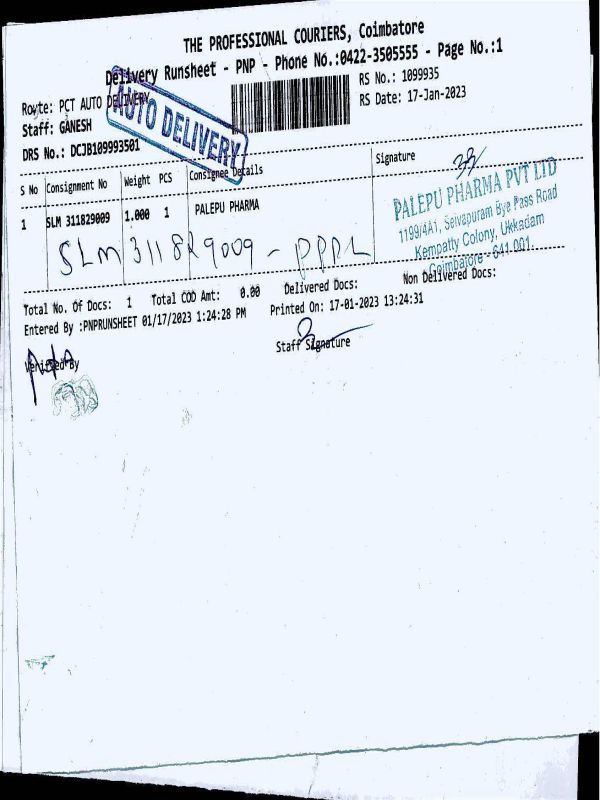 THE PROFESSIONAL COURIERS, Coimbatore
Delivery Runsheet - PNP - Phone No.:0422-3505555 - Page No.:1
Route: PCT AUTO DELIVERY
RS No.: 1099935
Staff: GANESH
RS Date: 17-Jan-2023
DRS No.: DCJB109993501
AUTO DELIVERY
S No Consignment No Weight PCS Consignee Details Signature
1 SLM 311829009 1.000 1 PALEPU PHARMA
SLM 311829009 - PPPL
PALEPU PHARMA PVT LTD
1199/4A1, Selvapuram Bye Pass Road
Kempatty Colony, Ukkadam
Coimbatore - 641 001.
Total No. Of Docs: 1 Total COD Amt: 0.00 Delivered Docs: Non Delivered Docs:
Entered By :PNPRUNSHEET 01/17/2023 1:24:28 PM Printed On: 17-01-2023 13:24:31
Verified By
Staff Signature